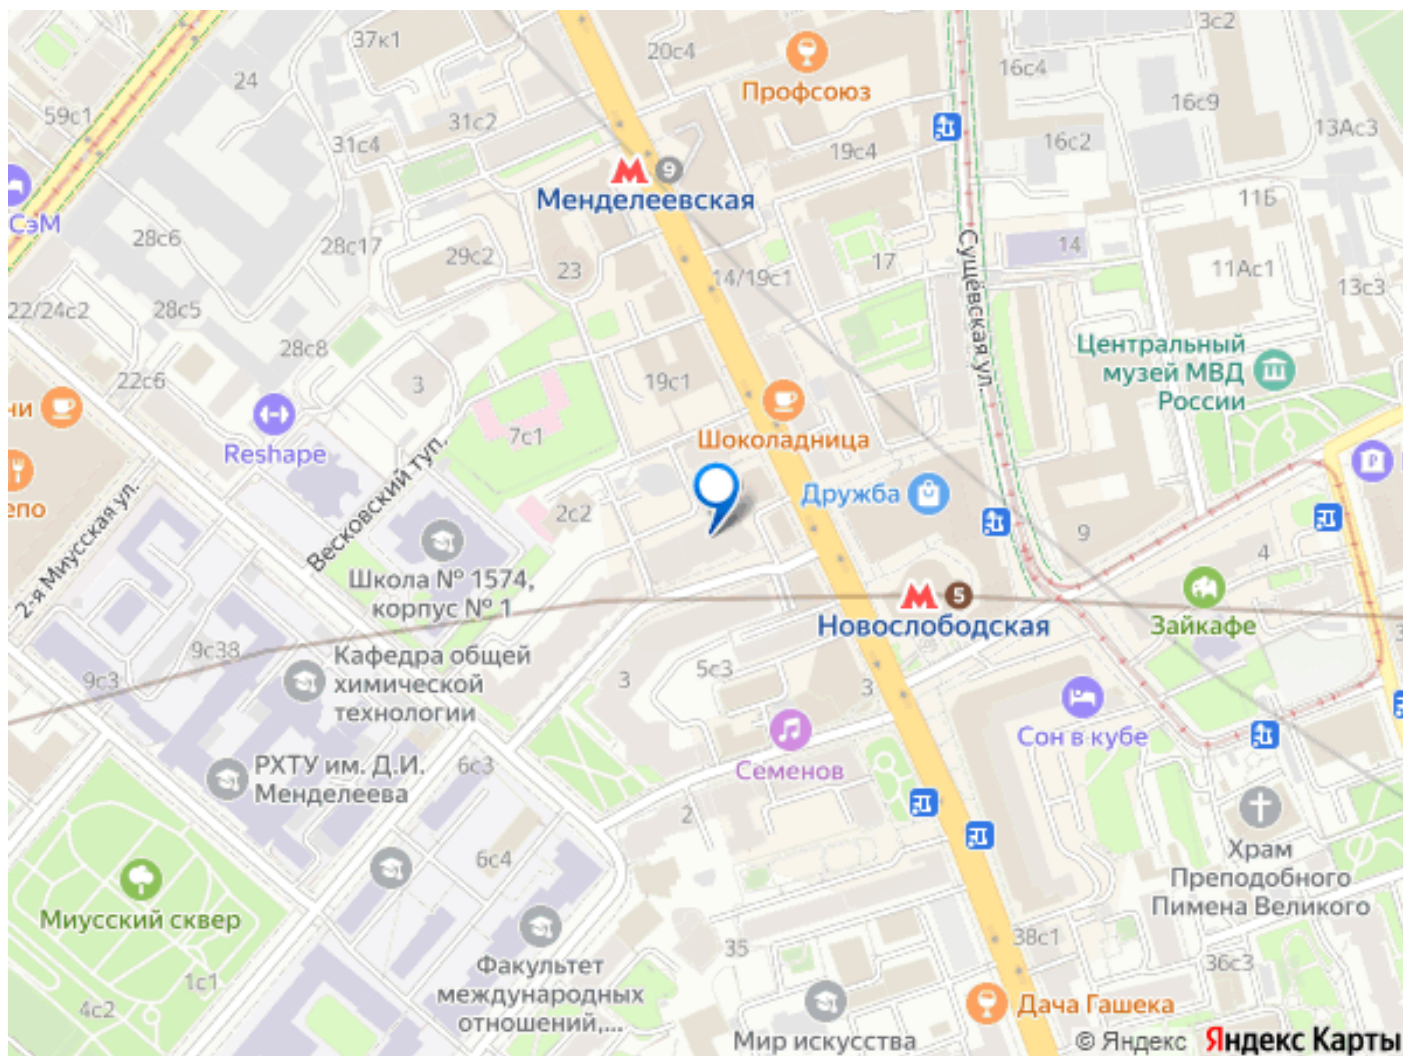 37к1
20с4
Профсоюз
3с2
16с4
16с9
59с1
24
31с2
31с4
19с4
16с2
13Ас3
9
Менделеевская
СэМ
28с6
28с17
29с2
23
14/19с1
17
Сущёвская ул.
14
11Б
11Ас1
13с3
22/24с2
28с5
28с8
22с6
3
19с1
Центральный
музей МВД
России
чи
Reshape
7с1
Шоколадница
епо
2-я Миусская ул.
Весковский туп.
2с2
Дружба
9
4
Школа № 1574,
корпус № 1
5
Новослободская
Зайкафе
9с38
9с3
Кафедра общей
химической
технологии
3
5с3
3
Сон в кубе
РХТУ им. Д.И.
Менделеева
6с3
Семенов
2
6с4
Храм
Преподобного
Пимена Великого
Миусский сквер
1с1
4с2
Факультет
международных
отношений,...
35
38с1
36с3
Дача Гашека
Мир искусства
© Яндекс Яндекс Карты